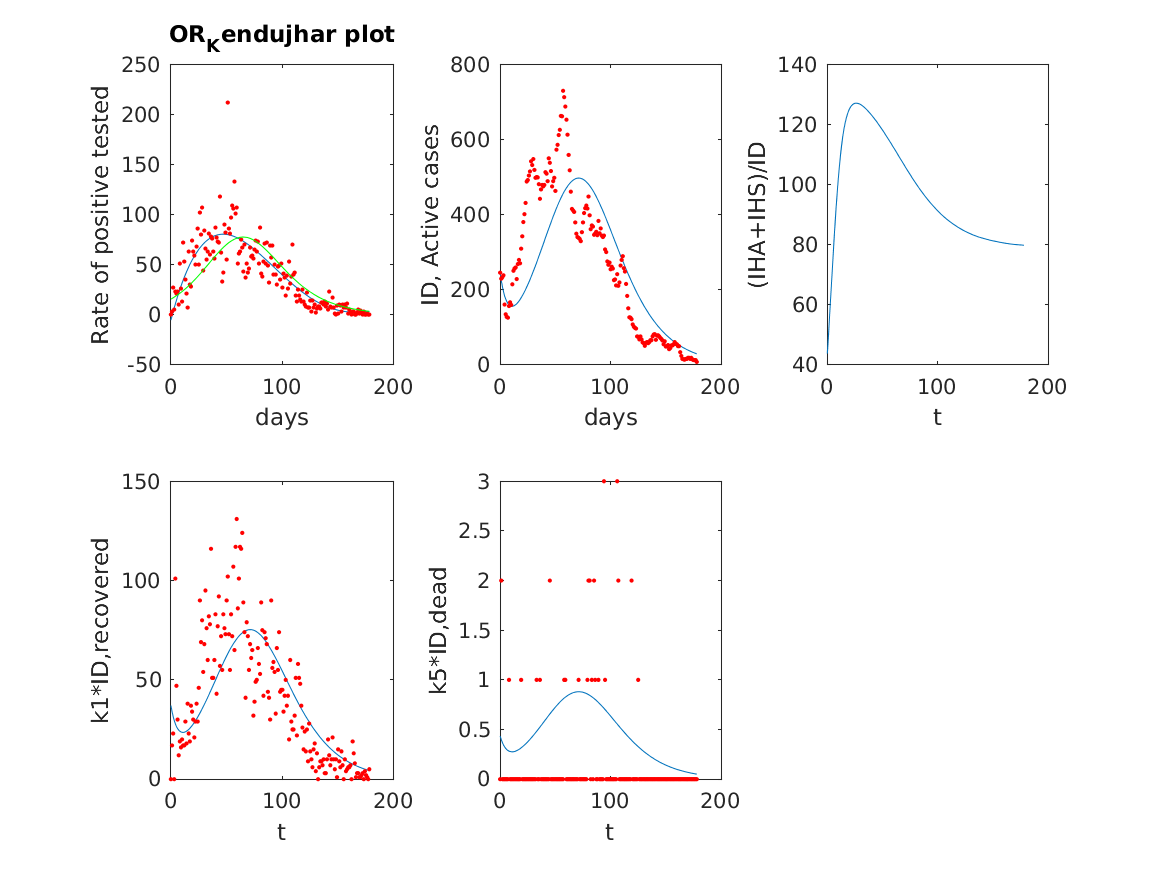 OR_Kendujhar plot
250
200
150
100
50
0
-50
0 100 200
days
Rate of positive tested
800
600
400
200
0
0 100 200
days
ID, Active cases
140
120
100
80
60
40
0 100 200
t
(IHA+IHS)/ID
150
100
50
0
0 100 200
t
k1*ID,recovered
3
2.5
2
1.5
1
0.5
0
0 100 200
t
k5*ID,dead